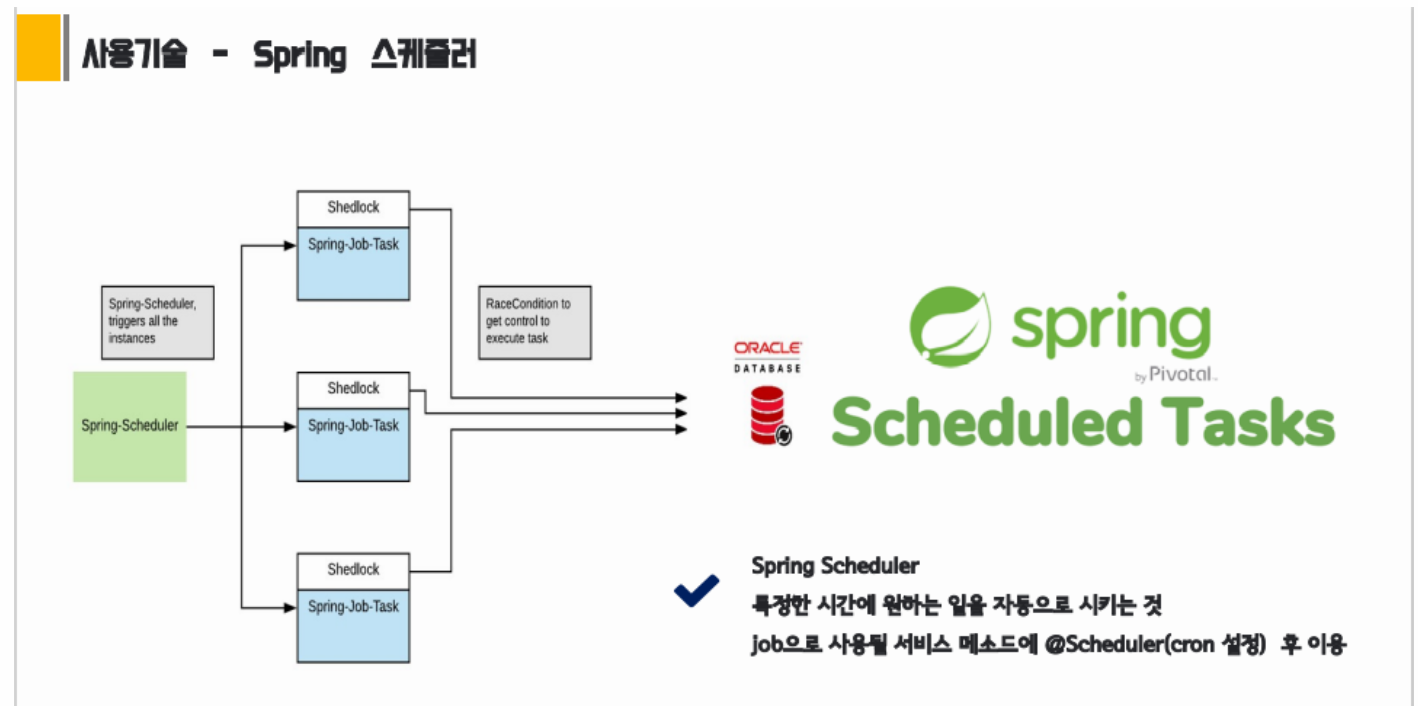 사용기술 - Spring 스케줄러
Shedlock
Spring-Job-Task
Spring-Scheduler,
triggers all the
instances
RaceCondition to
get control to
execute task
Spring-Scheduler
Shedlock
Spring-Job-Task
Shedlock
Spring-Job-Task
ORACLE
DATABASE
spring
by Pivotal
Scheduled Tasks
Spring Scheduler
특정한 시간에 원하는 일을 자동으로 시키는 것
job으로 사용될 서비스 메소드에 @Scheduler(cron 설정) 후 이용